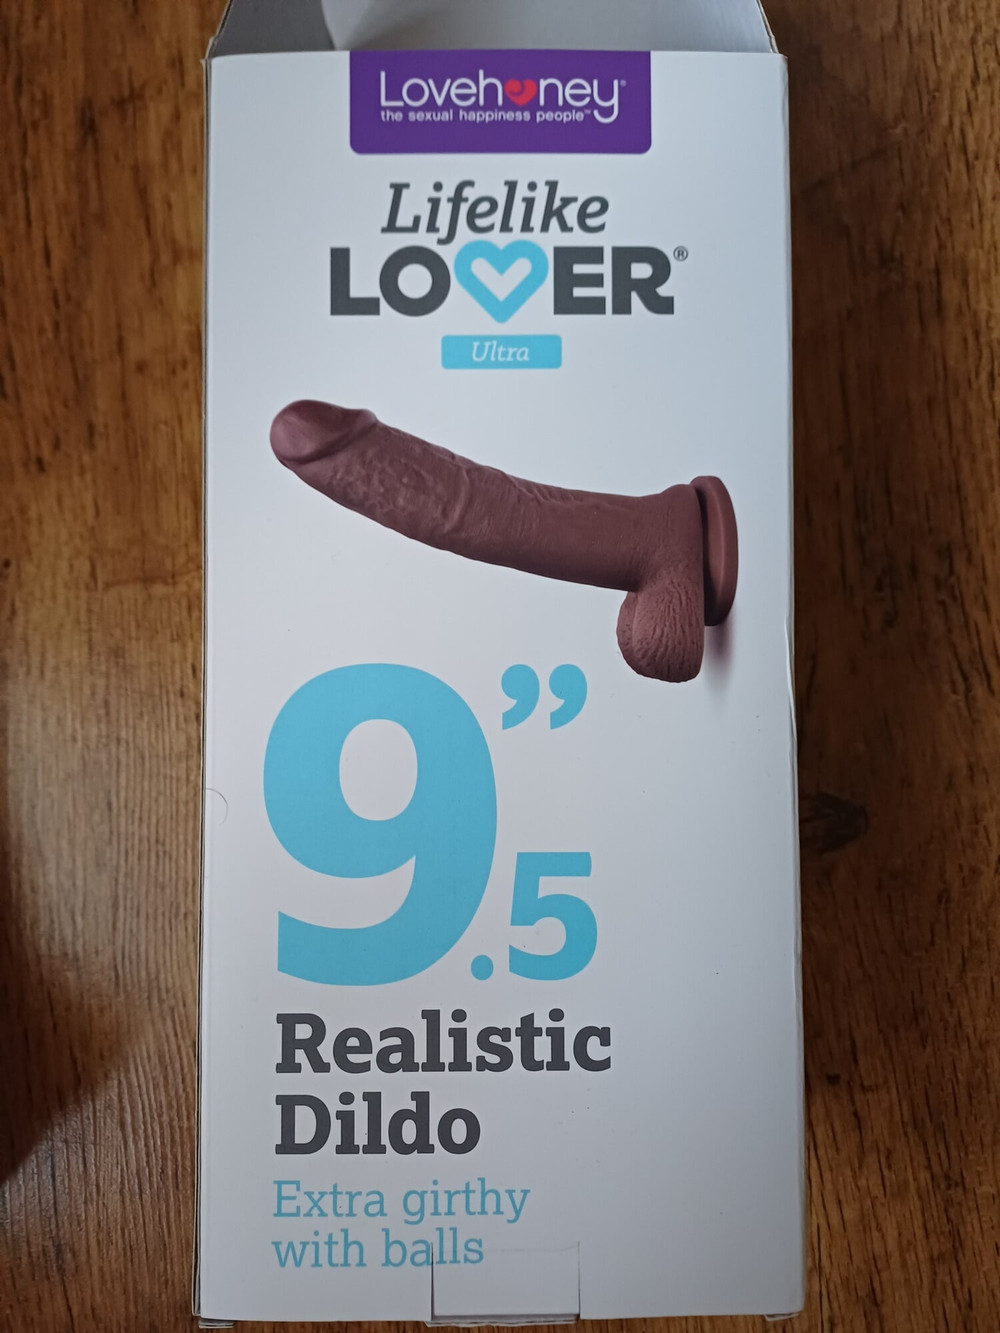 Lovehoney®
the sexual happiness people™
Lifelike
LOVER®
Ultra
9.5”
Realistic
Dildo
Extra girthy
with balls